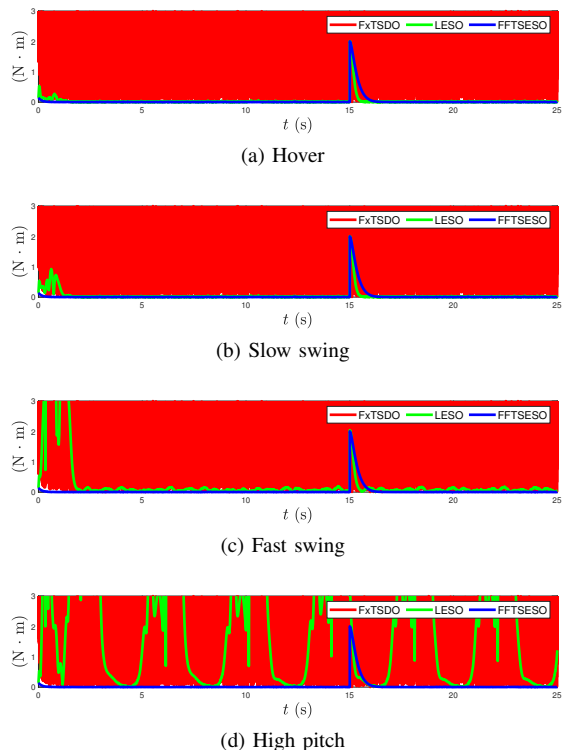 3
2
1
0
(N · m)
FxTSDO LESO FFTSESO
0 5 10 15 20 25
t (s)
(a) Hover
3
2
1
0
(N · m)
FxTSDO LESO FFTSESO
0 5 10 15 20 25
t (s)
(b) Slow swing
3
2
1
0
(N · m)
FxTSDO LESO FFTSESO
0 5 10 15 20 25
t (s)
(c) Fast swing
3
2
1
0
(N · m)
FxTSDO LESO FFTSESO
0 5 10 15 20 25
t (s)
(d) High pitch